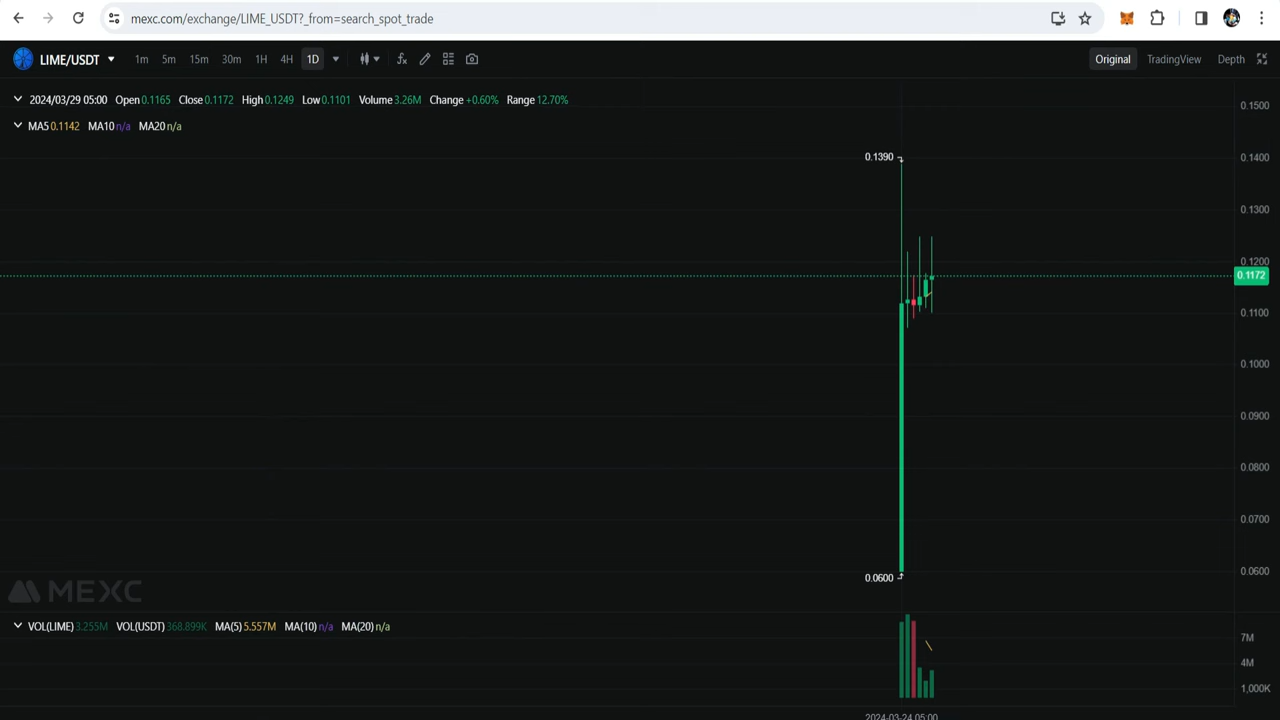 mexc.com/exchange/LIME_USDT?_from=search_spot_trade
LIME/USDT 1m 5m 15m 30m 1H 4H 1D Original TradingView Depth
2024/03/29 05:00 Open 0.1165 Close 0.1172 High 0.1249 Low 0.1101 Volume 3.26M Change +0.60% Range 12.70%
MA5 0.1142 MA10 n/a MA20 n/a
0.1500
0.1390 0.1400
0.1300
0.1200
0.1172
0.1100
0.1000
0.0900
0.0800
0.0700
0.0600 0.0600
MEXC
VOL(LIME) 3.255M VOL(USDT) 368.899K MA(5) 5.557M MA(10) n/a MA(20) n/a
7M
4M
1,000K
2024-03-24 05:00